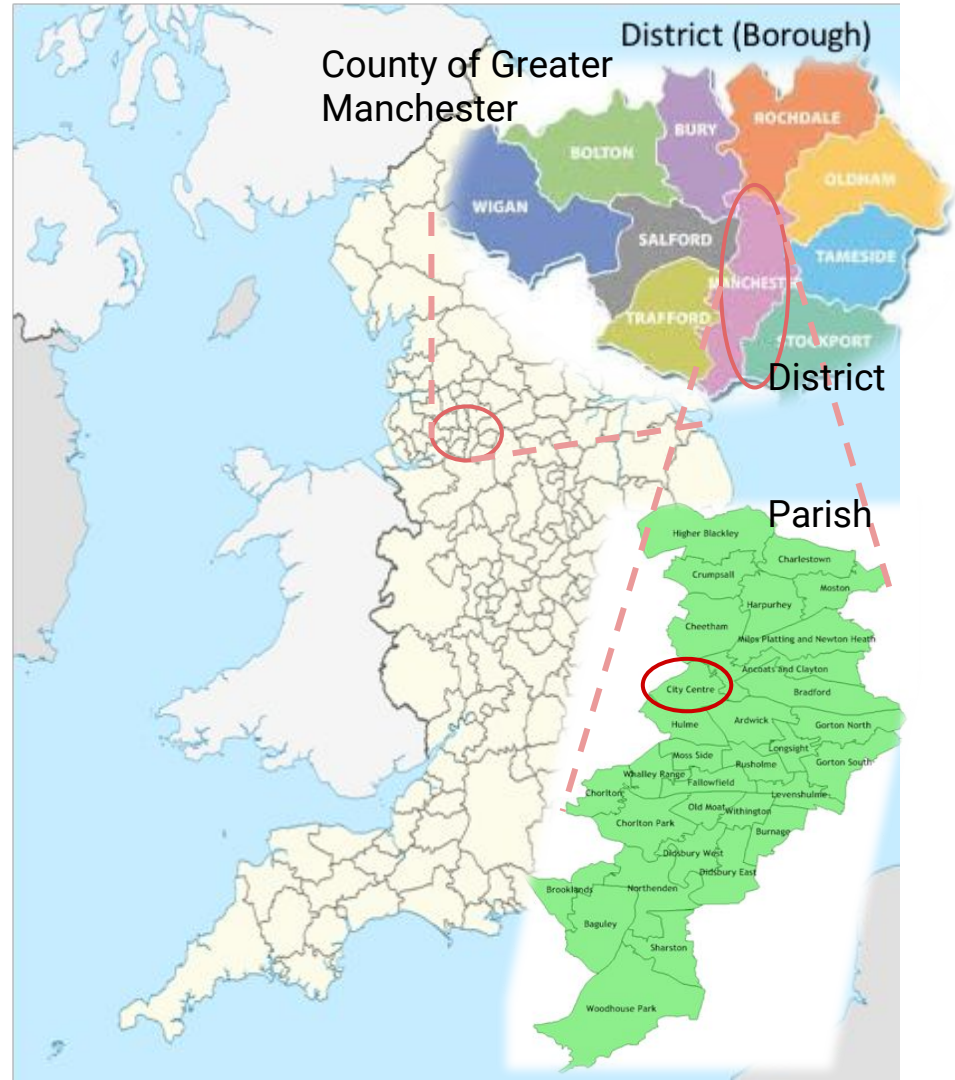 District (Borough)
County of Greater
Manchester
ROCHDALE
BURY
BOLTON
OLDHAM
WIGAN
SALFORD
TAMESIDE
MANCHESTER
TRAFFORD
STOCKPORT
District
Parish
Higher Blackley
Charlestown
Crumpsall
Moston
Harpurhey
Cheetham
Miles Platting and Newton Heath
Ancoats and Clayton
City Centre
Bradford
Hulme
Ardwick
Gorton North
Longsight
Moss Side
Rusholme
Gorton South
Whalley Range
Fallowfield
Chorlton
Levenshulme
Old Moat
Withington
Chorlton Park
Burnage
Didsbury West
Didsbury East
Brooklands
Northenden
Baguley
Sharston
Woodhouse Park